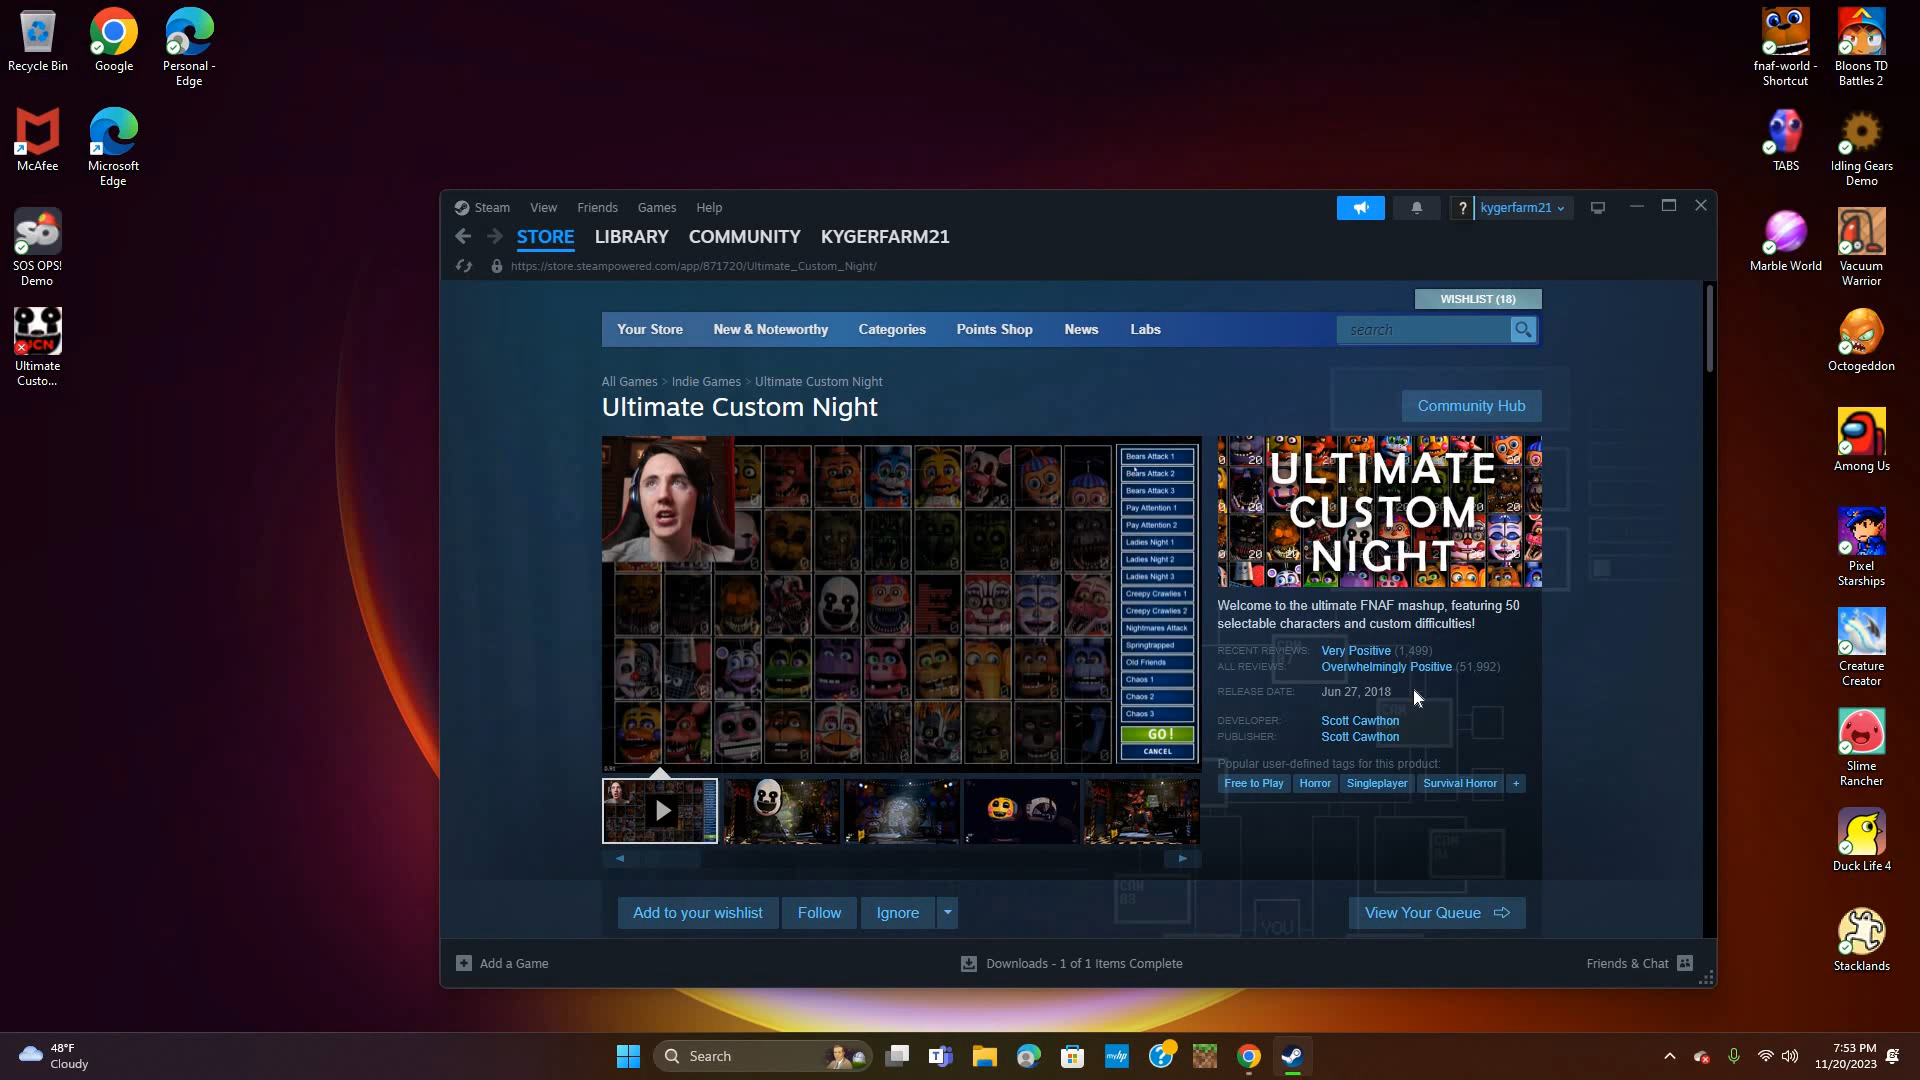 Recycle Bin
Google
Personal -
Edge
McAfee
Microsoft
Edge
SOS OPS!
Demo
Ultimate
Custo...
fnaf-world -
Shortcut
Bloons TD
Battles 2
TABS
Idling Gears
Demo
Marble World
Vacuum
Warrior
Octogeddon
Among Us
Pixel
Starships
Creature
Creator
Slime
Rancher
Duck Life 4
Stacklands
Steam View Friends Games Help
? kygerfarm21
STORE LIBRARY COMMUNITY KYGERFARM21
https://store.steampowered.com/app/871720/Ultimate_Custom_Night/
WISHLIST (18)
Your Store New & Noteworthy Categories Points Shop News Labs
search
All Games > Indie Games > Ultimate Custom Night
Ultimate Custom Night
Community Hub
Bears Attack 1
Bears Attack 2
Bears Attack 3
Pay Attention 1
Pay Attention 2
Ladies Night 1
Ladies Night 2
Ladies Night 3
Creepy Crawlies 1
Creepy Crawlies 2
Nightmares Attack
Springtrapped
Old Friends
Chaos 1
Chaos 2
Chaos 3
GO!
CANCEL
ULTIMATE
CUSTOM
NIGHT
Welcome to the ultimate FNAF mashup, featuring 50
selectable characters and custom difficulties!
RECENT REVIEWS: Very Positive (1,499)
ALL REVIEWS: Overwhelmingly Positive (51,992)
RELEASE DATE: Jun 27, 2018
DEVELOPER: Scott Cawthon
PUBLISHER: Scott Cawthon
Popular user-defined tags for this product:
Free to Play Horror Singleplayer Survival Horror +
Add to your wishlist Follow Ignore
View Your Queue
YOU
Add a Game
Downloads - 1 of 1 Items Complete
Friends & Chat
48°F
Cloudy
Search
7:53 PM
11/20/2023